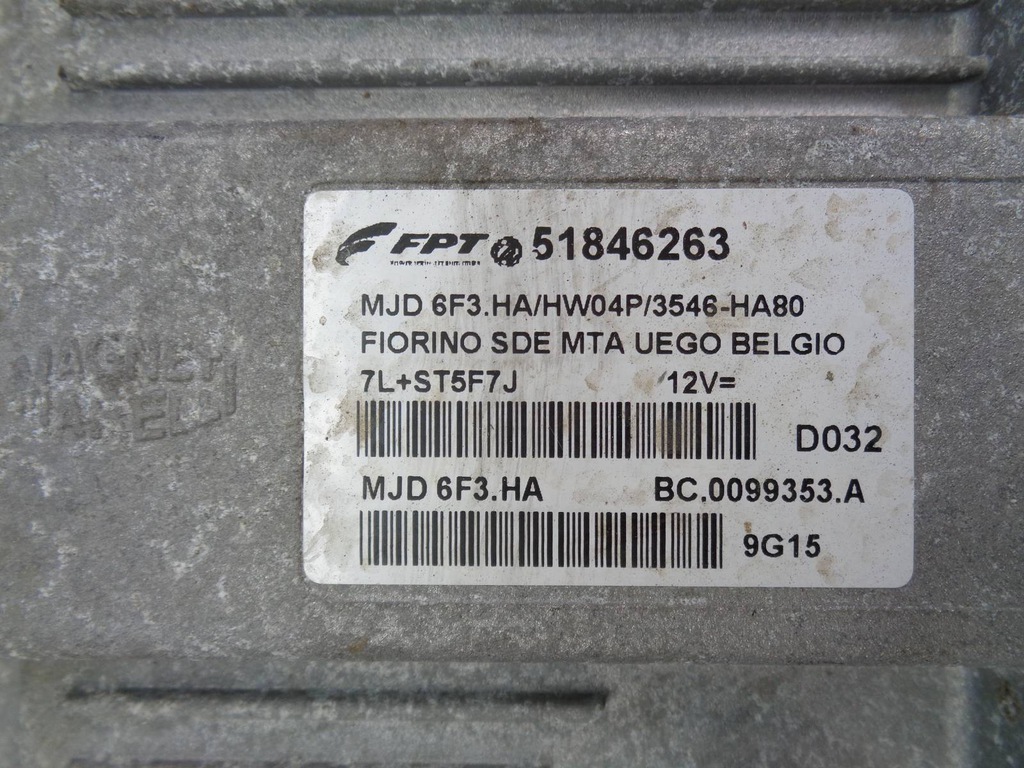 MAGNETI
MARELLI
FPT 51846263
MJD 6F3.HA/HW04P/3546-HA80
FIORINO SDE MTA UEGO BELGIO
7L+ST5F7J 12V=
D032
MJD 6F3.HA BC.0099353.A
9G15